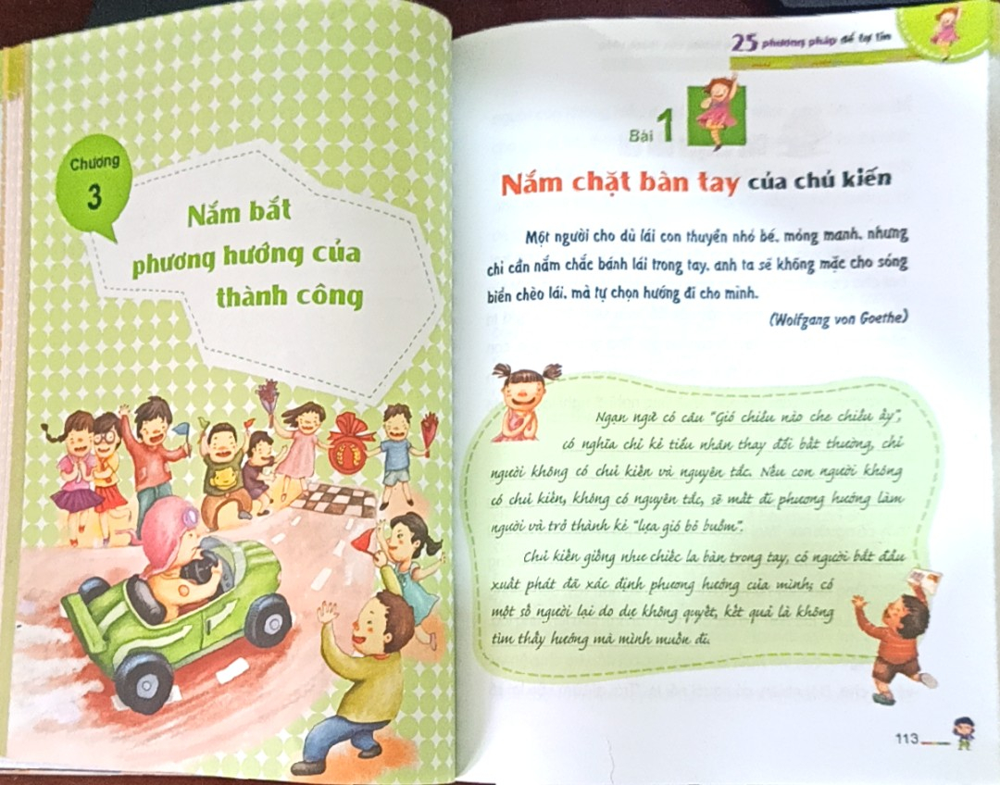 Chương
3
Nắm bắt
phương hướng của
thành công
25 phương pháp để tự tin
Bài 1
Nắm chặt bàn tay của chủ kiến
Một người cho dù lái con thuyền nhỏ bé, mỏng manh, nhưng
chỉ cần nắm chắc bánh lái trong tay, anh ta sẽ không mặc cho sóng
biển chèo lái, mà tự chọn hướng đi cho mình.
(Wolfgang von Goethe)
Ngạn ngữ có câu "Gió chiều nào che chiều ấy",
có nghĩa chỉ kẻ tiểu nhân thay đổi bất thường, chỉ
người không có chủ kiến và nguyên tắc. Nếu con người không
có chủ kiến, không có nguyên tắc, sẽ mất đi phương hướng làm
người và trở thành kẻ "lựa gió bỏ buồm".
Chủ kiến giống như chiếc la bàn trong tay, có người bắt đầu
xuất phát đã xác định phương hướng của mình; có
một số người lại do dự không quyết, kết quả là không
tìm thấy hướng mà mình muốn đi.
113